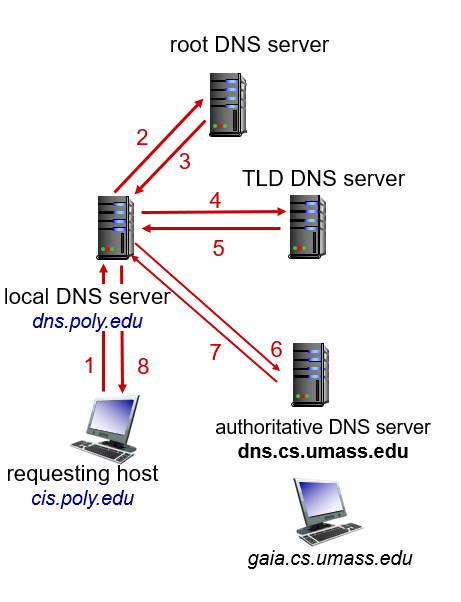 root DNS server
2
3
TLD DNS server
4
5
local DNS server
dns.poly.edu
6
7
1
8
authoritative DNS server
dns.cs.umass.edu
requesting host
cis.poly.edu
gaia.cs.umass.edu